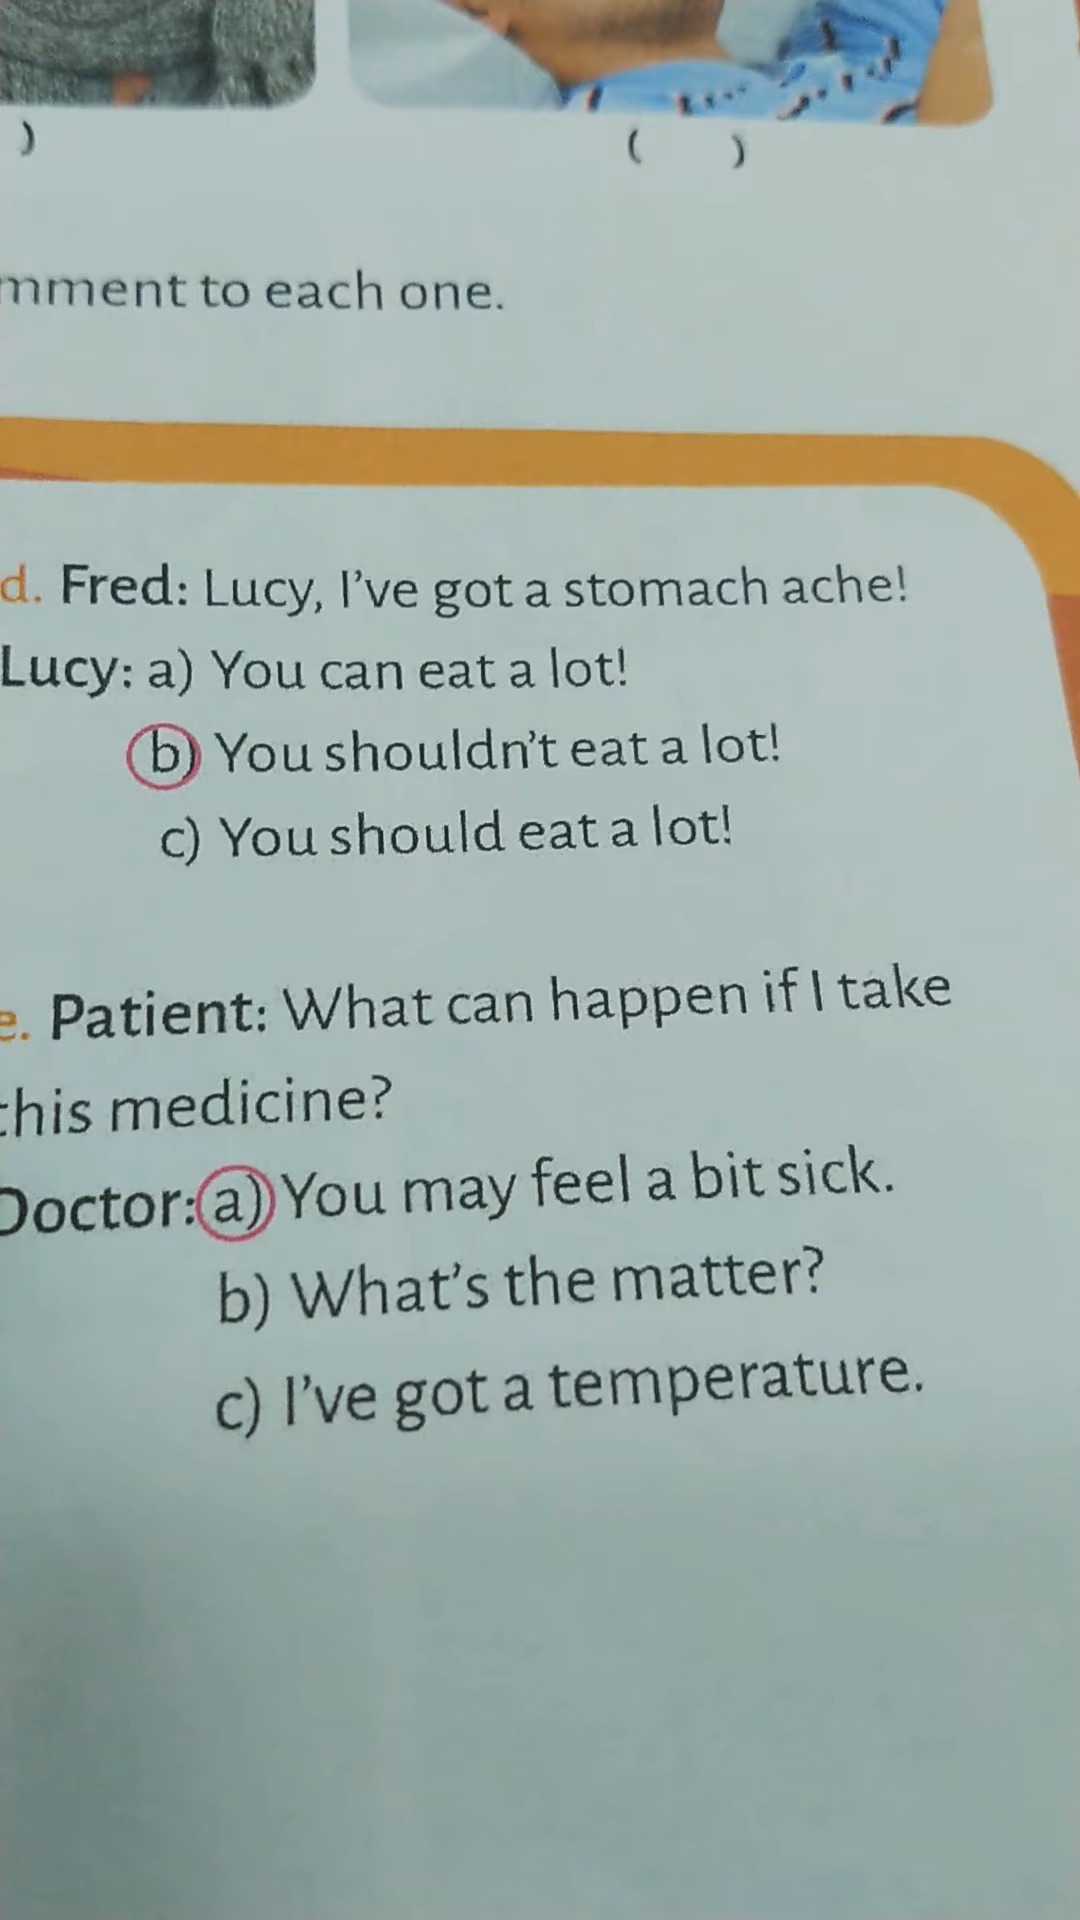 )
( )
to each one.
d. Fred: Lucy, I've got a stomach ache!
Lucy: a) You can eat a lot!
b) You shouldn't eat a lot!
c) You should eat a lot!
e. Patient: What can happen if I take
this medicine?
Doctor: a) You may feel a bit sick.
b) What's the matter?
c) I've got a temperature.